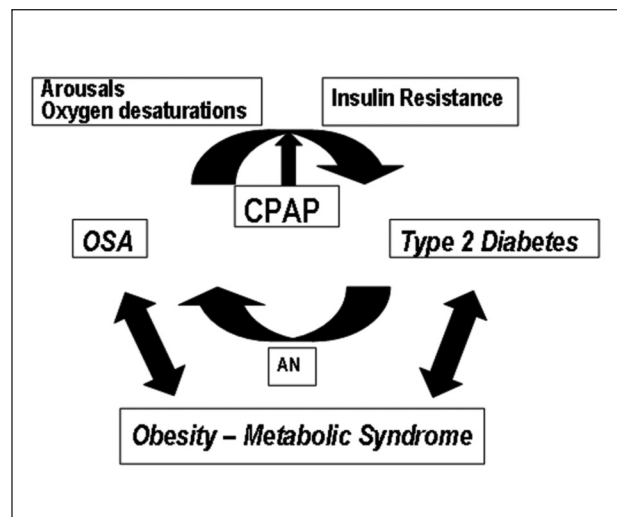 Arousals
Oxygen desaturations
Insulin Resistance
CPAP
OSA
Type 2 Diabetes
AN
Obesity – Metabolic Syndrome